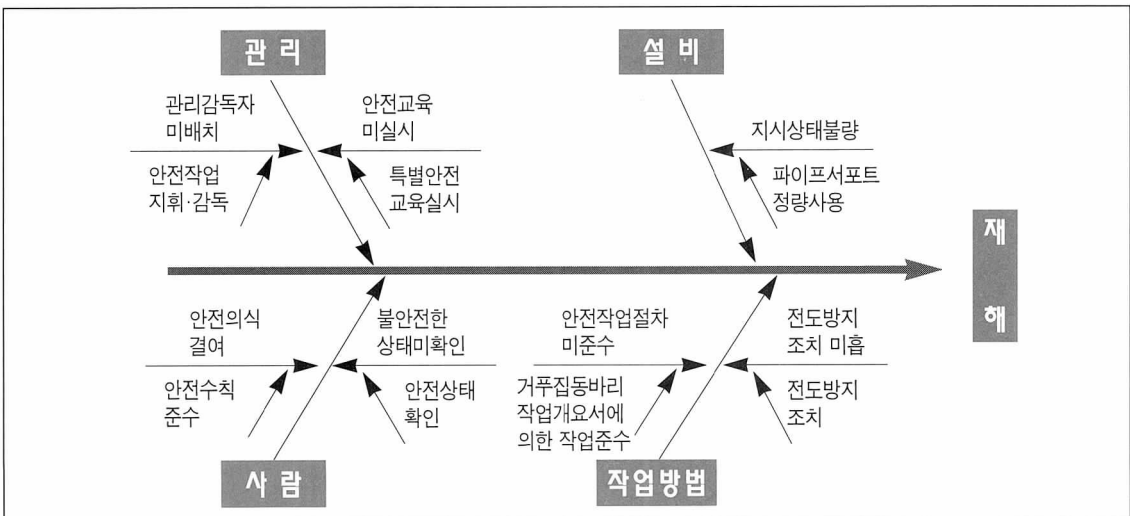 관 리
설 비
관리감독자
미배치
안전교육
미실시
안전작업
지휘·감독
특별안전
교육실시
지시상태불량
파이프서포트
정량사용
재
해
안전의식
결여
불안전한
상태미확인
안전수칙
준수
안전상태
확인
안전작업절차
미준수
전도방지
조치 미흡
거푸집동바리
작업개요서에
의한 작업준수
전도방지
조치
사 람
작업방법